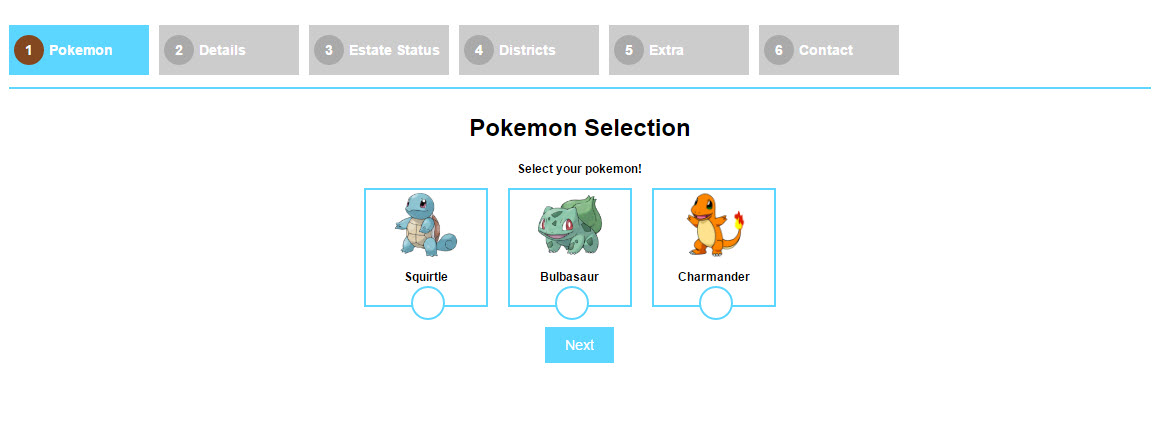 1 Pokemon 2 Details 3 Estate Status 4 Districts 5 Extra 6 Contact
Pokemon Selection
Select your pokemon!
Squirtle Bulbasaur Charmander
Next